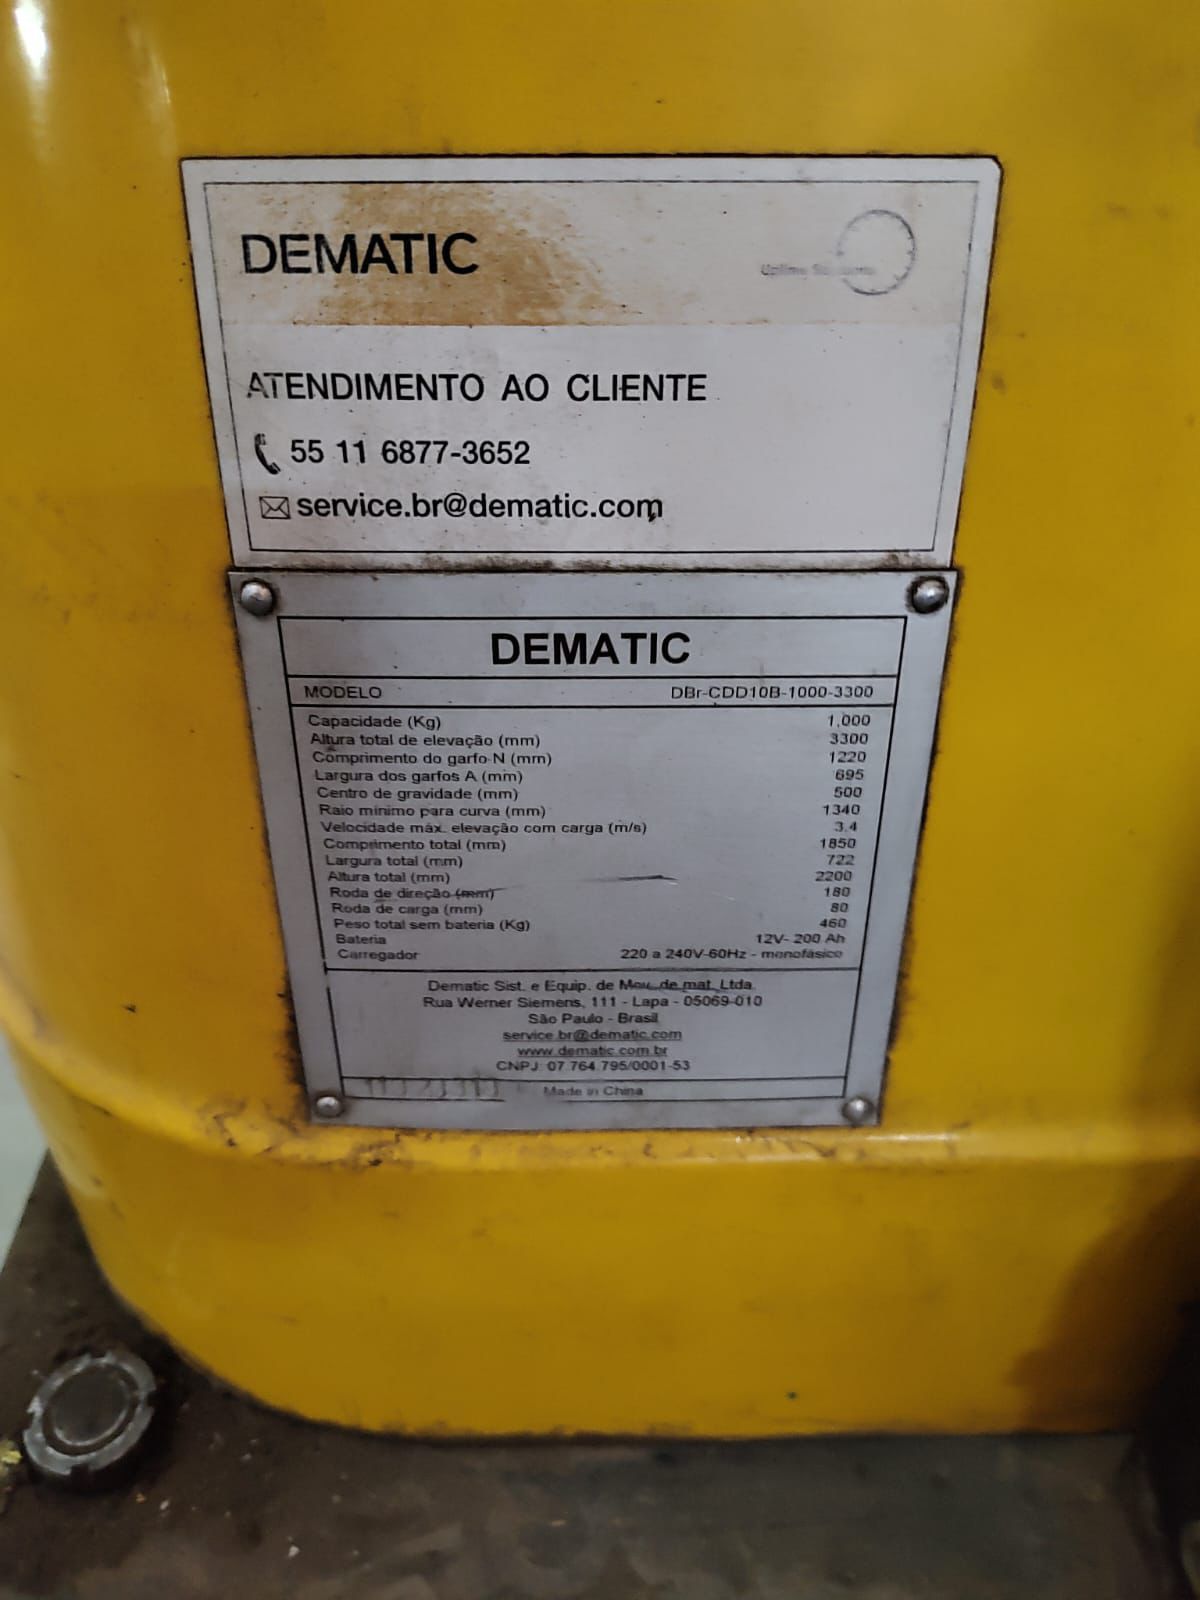 DEMATIC
ATENDIMENTO AO CLIENTE
55 11 6877-3652
service.br@dematic.com
DEMATIC
MODELO DBr-CDD10B-1000-3300
Capacidade (Kg) 1.000
Altura total de elevação (mm) 3300
Comprimento do garfo N (mm) 1220
Largura dos garfos A (mm) 695
Centro de gravidade (mm) 500
Raio mínimo para curva (mm) 1340
Velocidade máx. elevação com carga (m/s) 3.4
Comprimento total (mm) 1850
Largura total (mm) 722
Altura total (mm) 2200
Roda de direção (mm) 180
Roda de carga (mm) 80
Peso total sem bateria (Kg) 460
Bateria 12V- 200 Ah
Carregador 220 a 240V-60Hz - monofásico
Dematic Sist. e Equip. de Mov. de mat. Ltda.
Rua Werner Siemens, 111 - Lapa - 05069-010
São Paulo - Brasil
service.br@dematic.com
www.dematic.com.br
CNPJ: 07.764.795/0001-53
Made in China